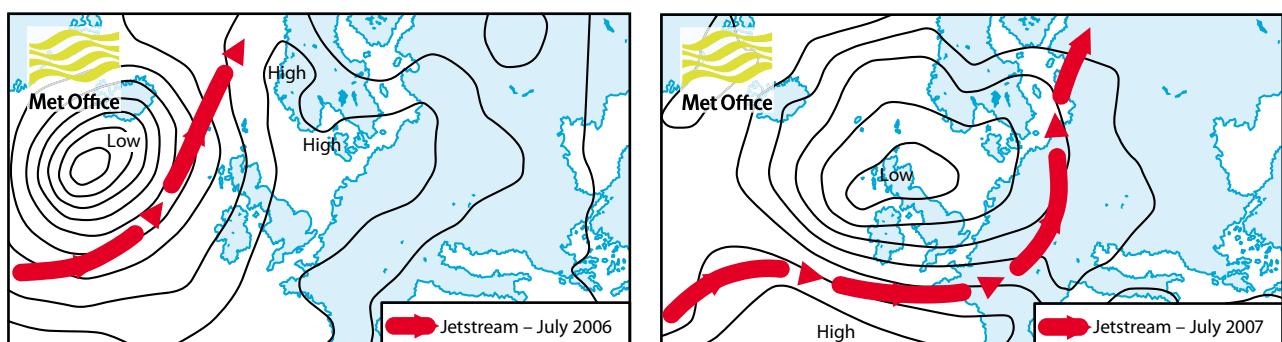 Met Office
Low
High
High
Jetstream – July 2006
Met Office
Low
High
Jetstream – July 2007